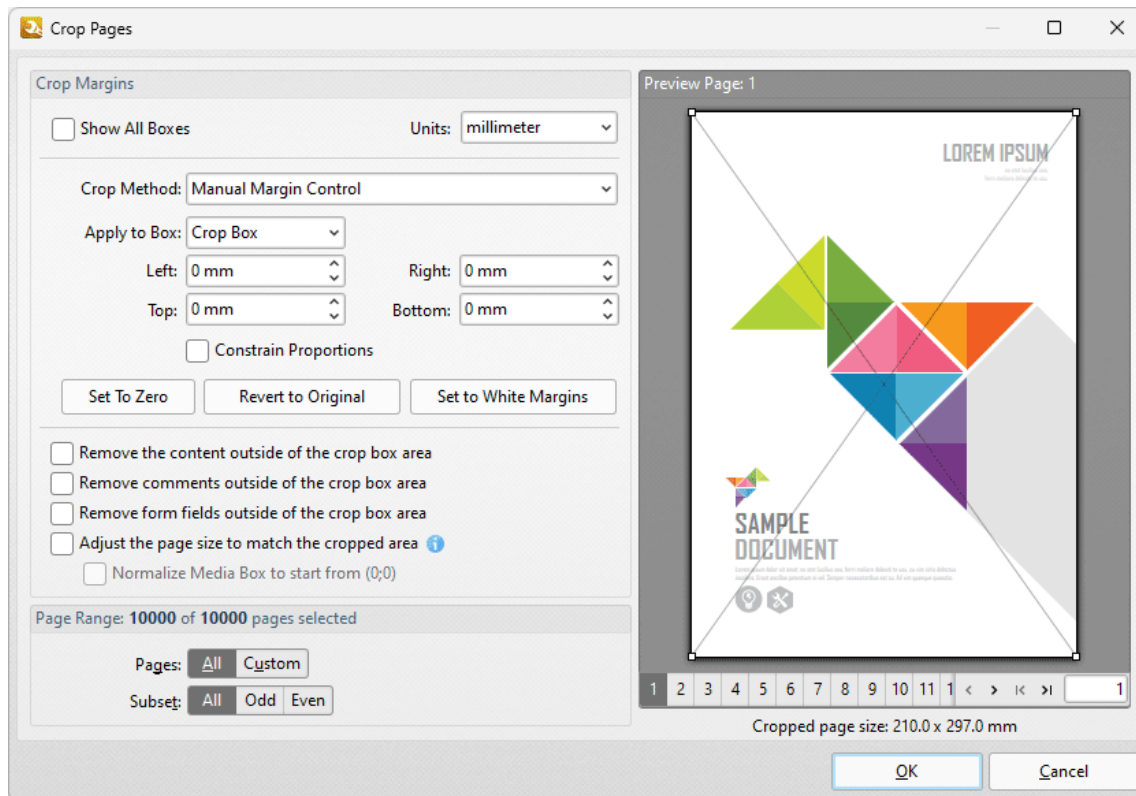 Crop Pages
Crop Margins
Show All Boxes
Units: millimeter
Crop Method: Manual Margin Control
Apply to Box: Crop Box
Left: 0 mm
Right: 0 mm
Top: 0 mm
Bottom: 0 mm
Constrain Proportions
Set To Zero
Revert to Original
Set to White Margins
Remove the content outside of the crop box area
Remove comments outside of the crop box area
Remove form fields outside of the crop box area
Adjust the page size to match the cropped area
Normalize Media Box to start from (0;0)
Page Range: 10000 of 10000 pages selected
Pages: All Custom
Subset: All Odd Even
Preview Page: 1
LOREM IPSUM
SAMPLE
DOCUMENT
1 2 3 4 5 6 7 8 9 10 11 1
1
Cropped page size: 210.0 x 297.0 mm
OK
Cancel